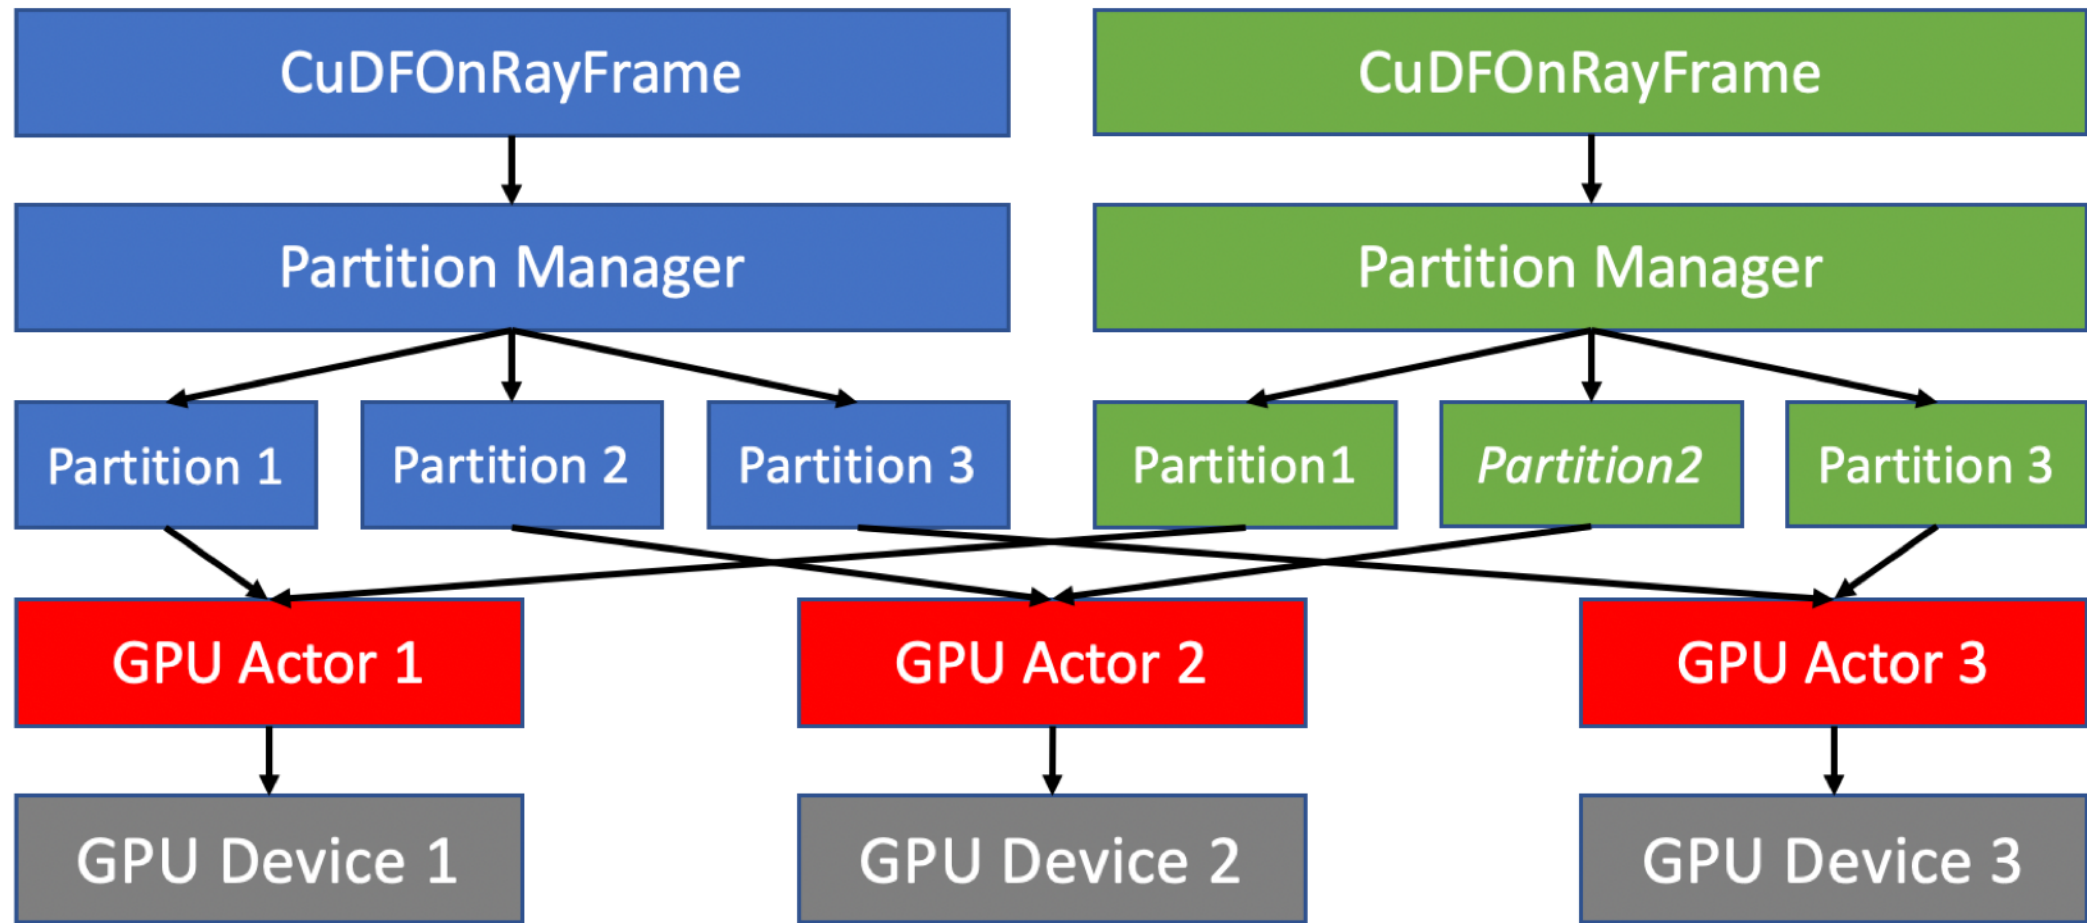 CuDFOnRayFrame
CuDFOnRayFrame
Partition Manager
Partition Manager
Partition 1
Partition 2
Partition 3
Partition1
Partition2
Partition 3
GPU Actor 1
GPU Actor 2
GPU Actor 3
GPU Device 1
GPU Device 2
GPU Device 3